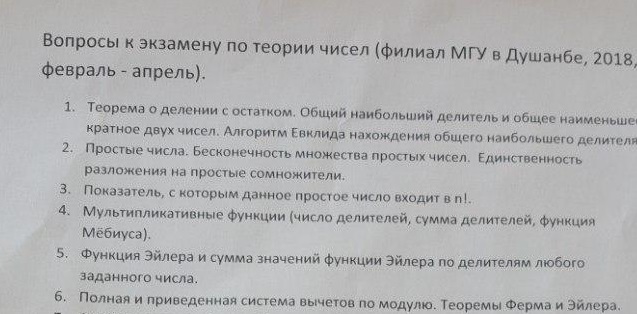 Вопросы к экзамену по теории чисел (филиал МГУ в Душанбе, 2018,
февраль - апрель).
1. Теорема о делении с остатком. Общий наибольший делитель и общее наименьшее
кратное двух чисел. Алгоритм Евклида нахождения общего наибольшего делителя
2. Простые числа. Бесконечность множества простых чисел. Единственность
разложения на простые сомножители.
3. Показатель, с которым данное простое число входит в n!.
4. Мультипликативные функции (число делителей, сумма делителей, функция
Мёбиуса).
5. Функция Эйлера и сумма значений функции Эйлера по делителям любого
заданного числа.
6. Полная и приведенная система вычетов по модулю. Теоремы Ферма и Эйлера.